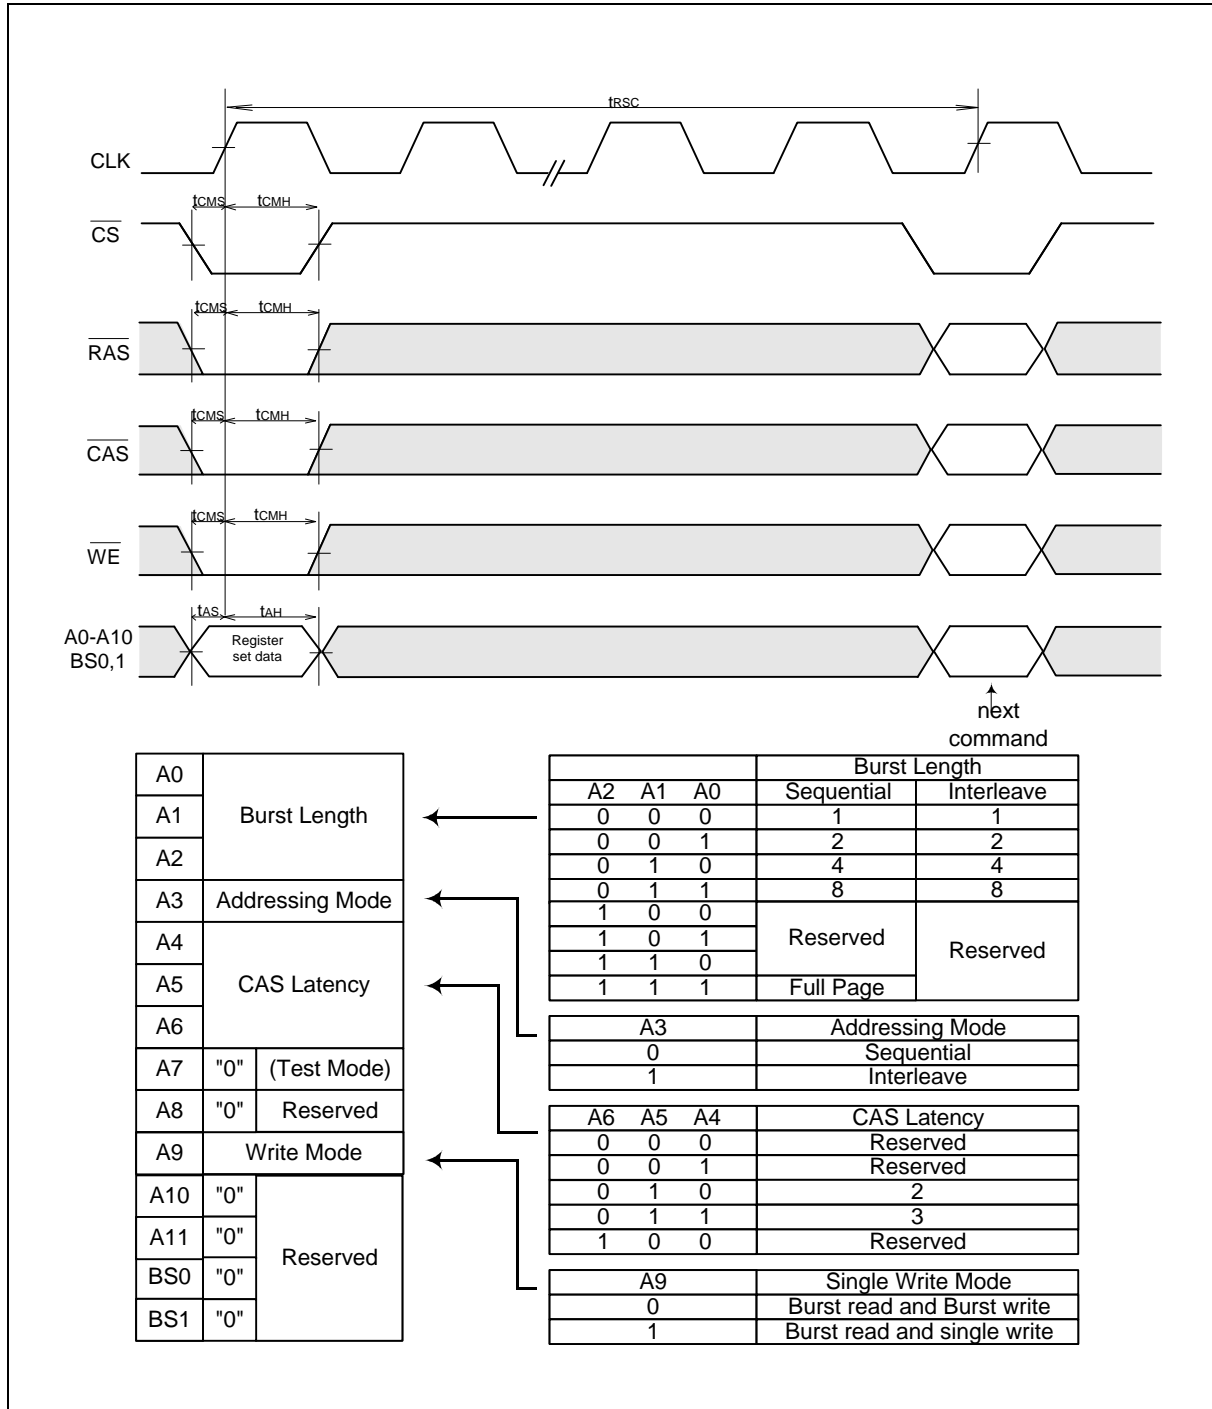 tRSC
CLK
tCMS tCMH
CS
tCMS tCMH
RAS
tCMS tCMH
CAS
tCMS tCMH
WE
tAS tAH
A0-A10
BS0,1
Register
set data
next
command
A0
A1 Burst Length
A2
A3 Addressing Mode
A4
A5 CAS Latency
A6
A7 "0" (Test Mode)
A8 "0" Reserved
A9 Write Mode
A10 "0"
A11 "0"
Reserved
BS0 "0"
BS1 "0"
Burst Length
A2 A1 A0 Sequential Interleave
0 0 0 1 1
0 0 1 2 2
0 1 0 4 4
0 1 1 8 8
1 0 0
1 0 1 Reserved
Reserved
1 1 0
1 1 1 Full Page
A3 Addressing Mode
0 Sequential
1 Interleave
A6 A5 A4 CAS Latency
0 0 0 Reserved
0 0 1 Reserved
0 1 0 2
0 1 1 3
1 0 0 Reserved
A9 Single Write Mode
0 Burst read and Burst write
1 Burst read and single write